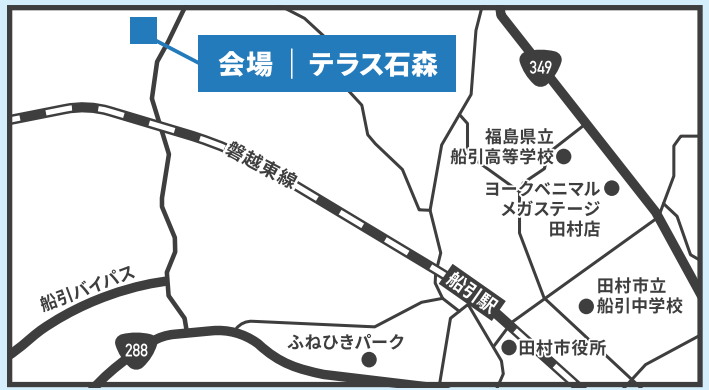 会場｜テラス石森
349
福島県立
船引高等学校
磐越東線
ヨークベニマル
メガステージ
田村店
船引バイパス
船引駅
田村市立
船引中学校
288
ふねひきパーク
田村市役所